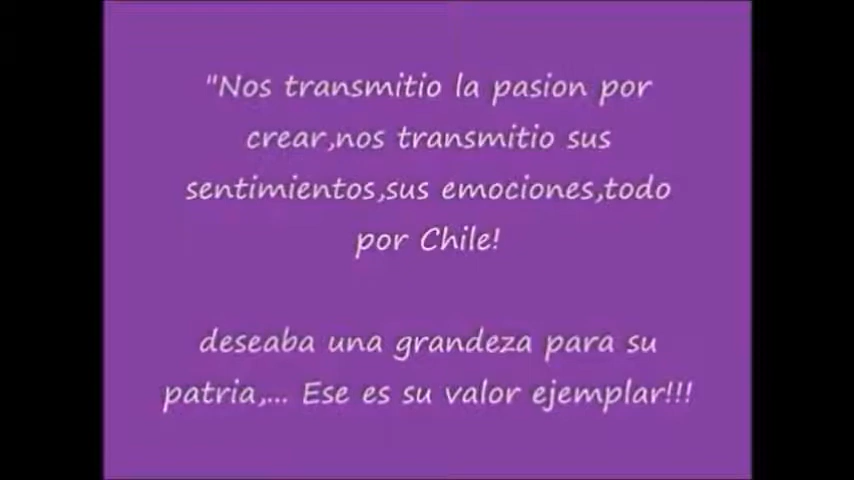 "Nos transmitio la pasion por
crear,nos transmitio sus
sentimientos,sus emociones,todo
por Chile!
deseaba una grandeza para su
patria,... Ese es su valor ejemplar!!!